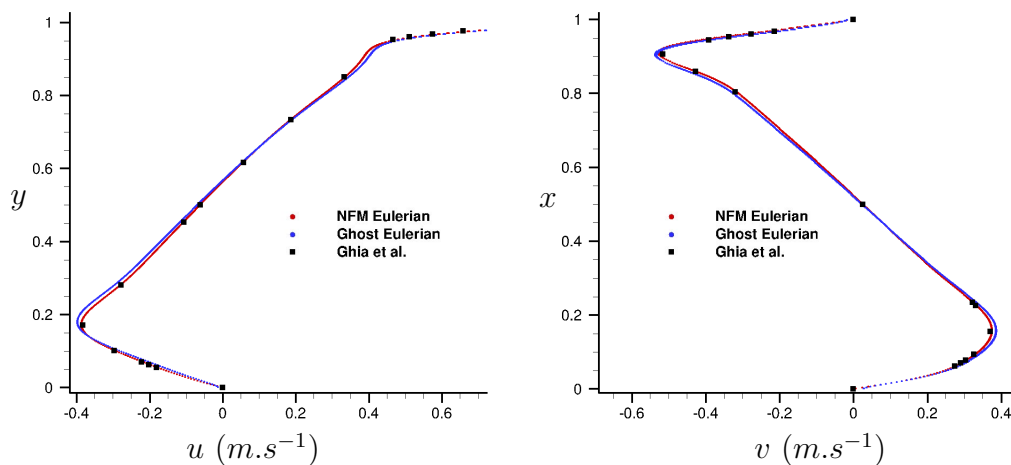 1
0.8
0.6
y
0.4
0.2
0
-0.4 -0.2 0 0.2 0.4 0.6
u (m.s⁻¹)
NFM Eulerian
Ghost Eulerian
Ghia et al.
1
0.8
0.6
x
0.4
0.2
0
-0.6 -0.4 -0.2 0 0.2 0.4
v (m.s⁻¹)
NFM Eulerian
Ghost Eulerian
Ghia et al.